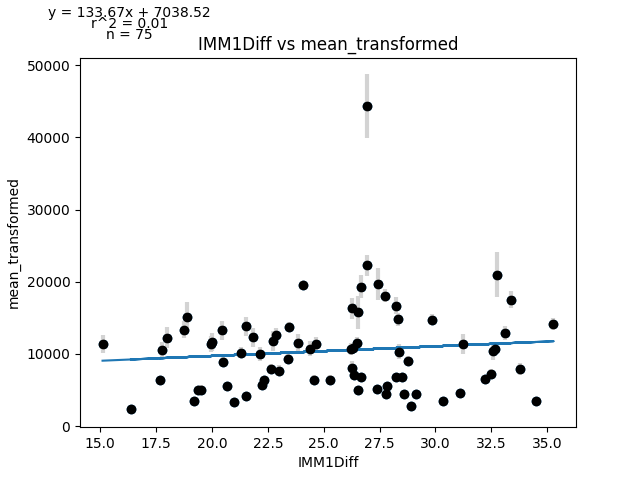 y = 133.67x + 7038.52
r^2 = 0.01
n = 75
IMM1Diff vs mean_transformed
50000
40000
30000
20000
10000
0
mean_transformed
15.0 17.5 20.0 22.5 25.0 27.5 30.0 32.5 35.0
IMM1Diff